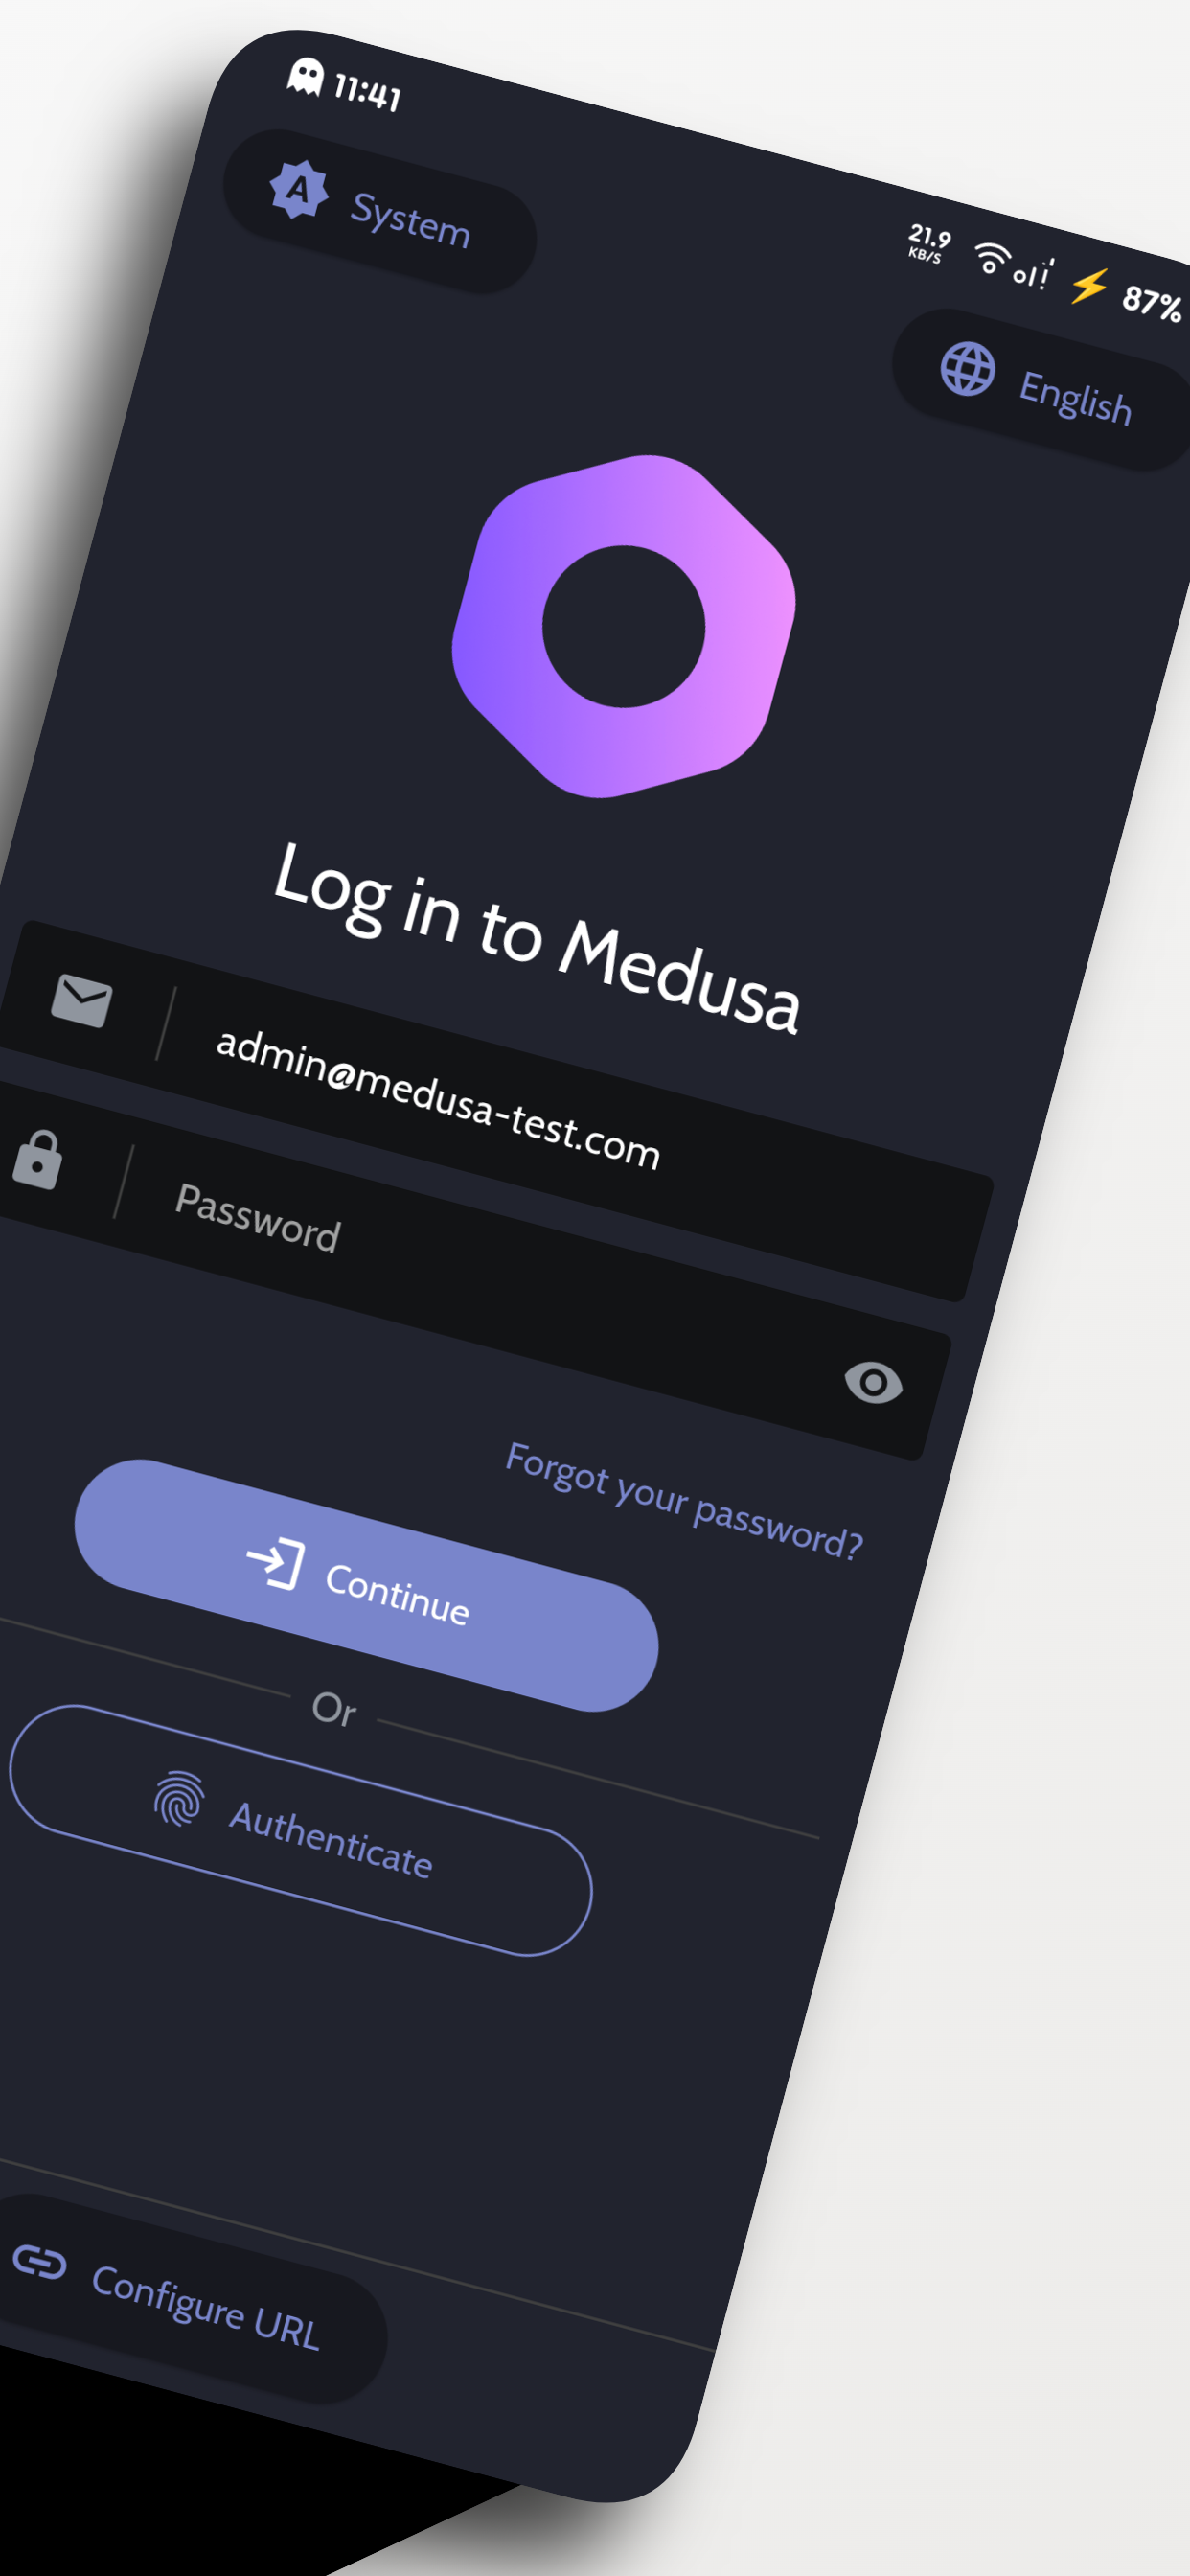 11:41
21.9
KB/S
87%
A System
English
Log in to Medusa
admin@medusa-test.com
Password
Forgot your password?
Continue
Or
Authenticate
Configure URL